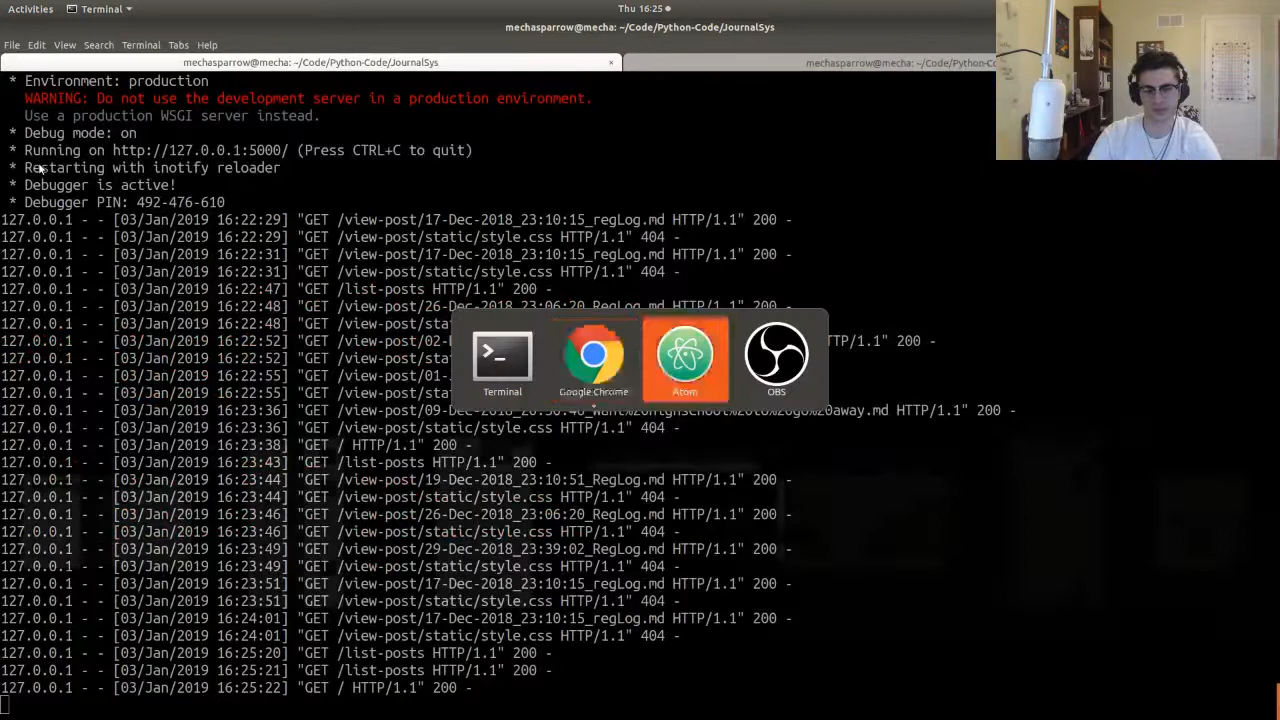 Activities
Terminal
Thu 16:25
mechasparrow@mecha: ~/Code/Python-Code/JournalSys
File Edit View Search Terminal Tabs Help
mechasparrow@mecha: ~/Code/Python-Code/JournalSys ×
mechasparrow@mecha: ~/Code/Python-Co
* Environment: production
WARNING: Do not use the development server in a production environment.
Use a production WSGI server instead.
* Debug mode: on
* Running on http://127.0.0.1:5000/ (Press CTRL+C to quit)
* Restarting with inotify reloader
* Debugger is active!
* Debugger PIN: 492-476-610
127.0.0.1 - - [03/Jan/2019 16:22:29] "GET /view-post/17-Dec-2018_23:10:15_regLog.md HTTP/1.1" 200 -
127.0.0.1 - - [03/Jan/2019 16:22:29] "GET /view-post/static/style.css HTTP/1.1" 404 -
127.0.0.1 - - [03/Jan/2019 16:22:31] "GET /view-post/17-Dec-2018_23:10:15_regLog.md HTTP/1.1" 200 -
127.0.0.1 - - [03/Jan/2019 16:22:31] "GET /view-post/static/style.css HTTP/1.1" 404 -
127.0.0.1 - - [03/Jan/2019 16:22:47] "GET /list-posts HTTP/1.1" 200 -
127.0.0.1 - - [03/Jan/2019 16:22:48] "GET /view-post/26-Dec-2018_23:06:20_RegLog.md HTTP/1.1" 200 -
127.0.0.1 - - [03/Jan/2019 16:22:48] "GET /view-post/sta
127.0.0.1 - - [03/Jan/2019 16:22:52] "GET /view-post/02- TTP/1.1" 200 -
127.0.0.1 - - [03/Jan/2019 16:22:52] "GET /view-post/sta
127.0.0.1 - - [03/Jan/2019 16:22:55] "GET /view-post/01-
127.0.0.1 - - [03/Jan/2019 16:22:55] "GET /view-post/sta
127.0.0.1 - - [03/Jan/2019 16:23:36] "GET /view-post/09-Dec-2018 away.md HTTP/1.1" 200 -
127.0.0.1 - - [03/Jan/2019 16:23:36] "GET /view-post/static/style.css HTTP/1.1" 404 -
127.0.0.1 - - [03/Jan/2019 16:23:38] "GET / HTTP/1.1" 200 -
127.0.0.1 - - [03/Jan/2019 16:23:43] "GET /list-posts HTTP/1.1" 200 -
127.0.0.1 - - [03/Jan/2019 16:23:44] "GET /view-post/19-Dec-2018_23:10:51_RegLog.md HTTP/1.1" 200 -
127.0.0.1 - - [03/Jan/2019 16:23:44] "GET /view-post/static/style.css HTTP/1.1" 404 -
127.0.0.1 - - [03/Jan/2019 16:23:46] "GET /view-post/26-Dec-2018_23:06:20_RegLog.md HTTP/1.1" 200 -
127.0.0.1 - - [03/Jan/2019 16:23:46] "GET /view-post/static/style.css HTTP/1.1" 404 -
127.0.0.1 - - [03/Jan/2019 16:23:49] "GET /view-post/29-Dec-2018_23:39:02_RegLog.md HTTP/1.1" 200 -
127.0.0.1 - - [03/Jan/2019 16:23:49] "GET /view-post/static/style.css HTTP/1.1" 404 -
127.0.0.1 - - [03/Jan/2019 16:23:51] "GET /view-post/17-Dec-2018_23:10:15_regLog.md HTTP/1.1" 200 -
127.0.0.1 - - [03/Jan/2019 16:23:51] "GET /view-post/static/style.css HTTP/1.1" 404 -
127.0.0.1 - - [03/Jan/2019 16:24:01] "GET /view-post/17-Dec-2018_23:10:15_regLog.md HTTP/1.1" 200 -
127.0.0.1 - - [03/Jan/2019 16:24:01] "GET /view-post/static/style.css HTTP/1.1" 404 -
127.0.0.1 - - [03/Jan/2019 16:25:20] "GET /list-posts HTTP/1.1" 200 -
127.0.0.1 - - [03/Jan/2019 16:25:21] "GET /list-posts HTTP/1.1" 200 -
127.0.0.1 - - [03/Jan/2019 16:25:22] "GET / HTTP/1.1" 200 -
Terminal
Google Chrome
Atom
OBS